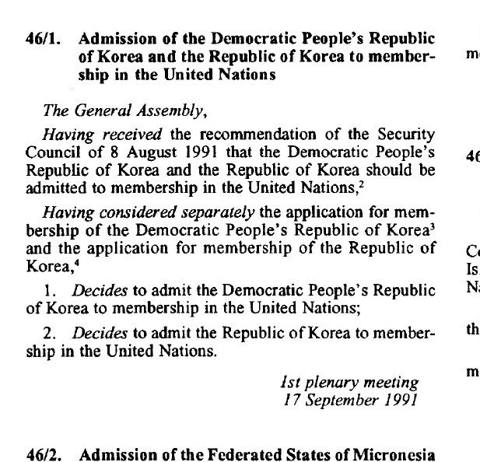 46/1. Admission of the Democratic People's Republic
of Korea and the Republic of Korea to member-
ship in the United Nations
The General Assembly,
Having received the recommendation of the Security
Council of 8 August 1991 that the Democratic People's
Republic of Korea and the Republic of Korea should be
admitted to membership in the United Nations,²
Having considered separately the application for mem-
bership of the Democratic People's Republic of Korea³
and the application for membership of the Republic of
Korea,⁴
1. Decides to admit the Democratic People's Republic
of Korea to membership in the United Nations;
2. Decides to admit the Republic of Korea to member-
ship in the United Nations.
1st plenary meeting
17 September 1991
46/2. Admission of the Federated States of Micronesia